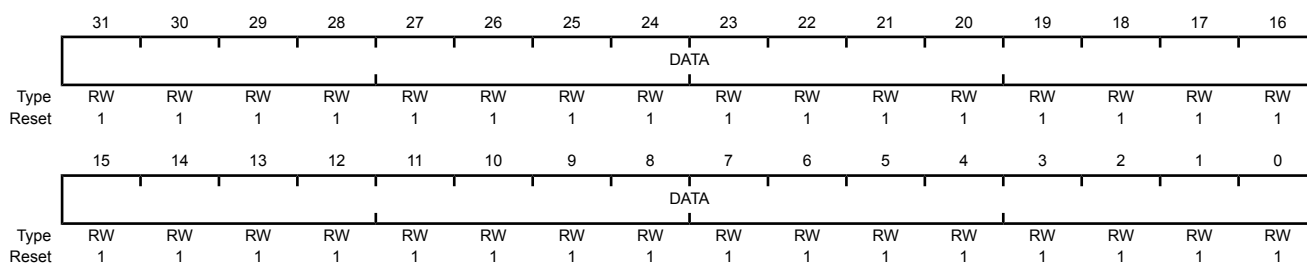 31 30 29 28 27 26 25 24 23 22 21 20 19 18 17 16
DATA
Type RW RW RW RW RW RW RW RW RW RW RW RW RW RW RW RW
Reset 1 1 1 1 1 1 1 1 1 1 1 1 1 1 1 1
15 14 13 12 11 10 9 8 7 6 5 4 3 2 1 0
DATA
Type RW RW RW RW RW RW RW RW RW RW RW RW RW RW RW RW
Reset 1 1 1 1 1 1 1 1 1 1 1 1 1 1 1 1